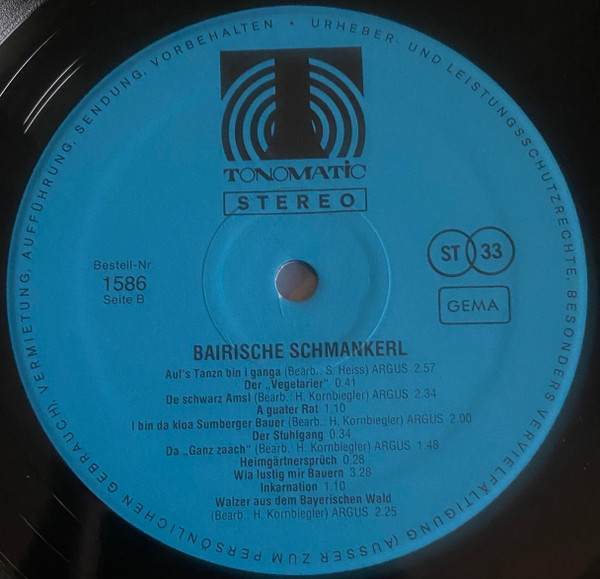 URHEBER- UND LEISTUNGSSCHUTZRECHTE, BESONDERS VERVIELFÄLTIGUNG (AUSSER ZUM PERSÖNLICHEN GEBRAUCH), VERMIETUNG, AUFFÜHRUNG, SENDUNG, VORBEHALTEN •
T
TONOMATIC
STEREO
Bestell-Nr.
1586
Seite B
ST 33
GEMA
BAIRISCHE SCHMANKERL
Auf's Tanzn bin i ganga (Bearb.: S. Heiss) ARGUS 2.57
Der „Vegetarier" 0.41
De schwarz Amsl (Bearb.: H. Kornbiegler) ARGUS 2.34
A guater Rat 1.10
I bin da kloa Sumberger Bauer (Bearb.: H. Kornbiegler) ARGUS 2.00
Der Stuhlgang 0.34
Da „Ganz zaach" (Bearb.: H. Kornbiegler) ARGUS 1.48
Heimgärtnersprüch 0.28
Wia lustig mir Bauern 3.28
Inkarnation 1.10
Walzer aus dem Bayerischen Wald
(Bearb.: H. Kornbiegler) ARGUS 2.25